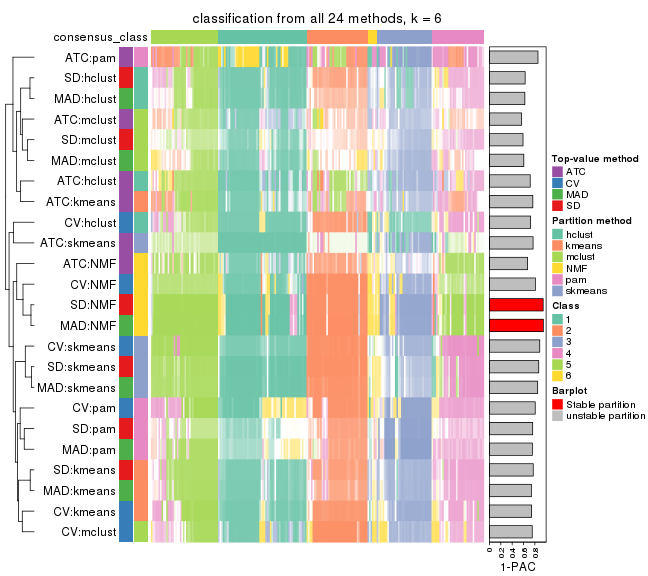 classification from all 24 methods, k = 6
consensus_class
ATC:pam
SD:hclust
MAD:hclust
ATC:mclust
SD:mclust
MAD:mclust
ATC:hclust
ATC:kmeans
CV:hclust
ATC:skmeans
ATC:NMF
CV:NMF
SD:NMF
MAD:NMF
CV:skmeans
SD:skmeans
MAD:skmeans
CV:pam
SD:pam
MAD:pam
SD:kmeans
MAD:kmeans
CV:kmeans
CV:mclust
0 0.2 0.4 0.6 0.8
1-PAC
Top-value method
ATC
CV
MAD
SD
Partition method
hclust
kmeans
mclust
NMF
pam
skmeans
Class
1
2
3
4
5
6
Barplot
Stable partition
unstable partition